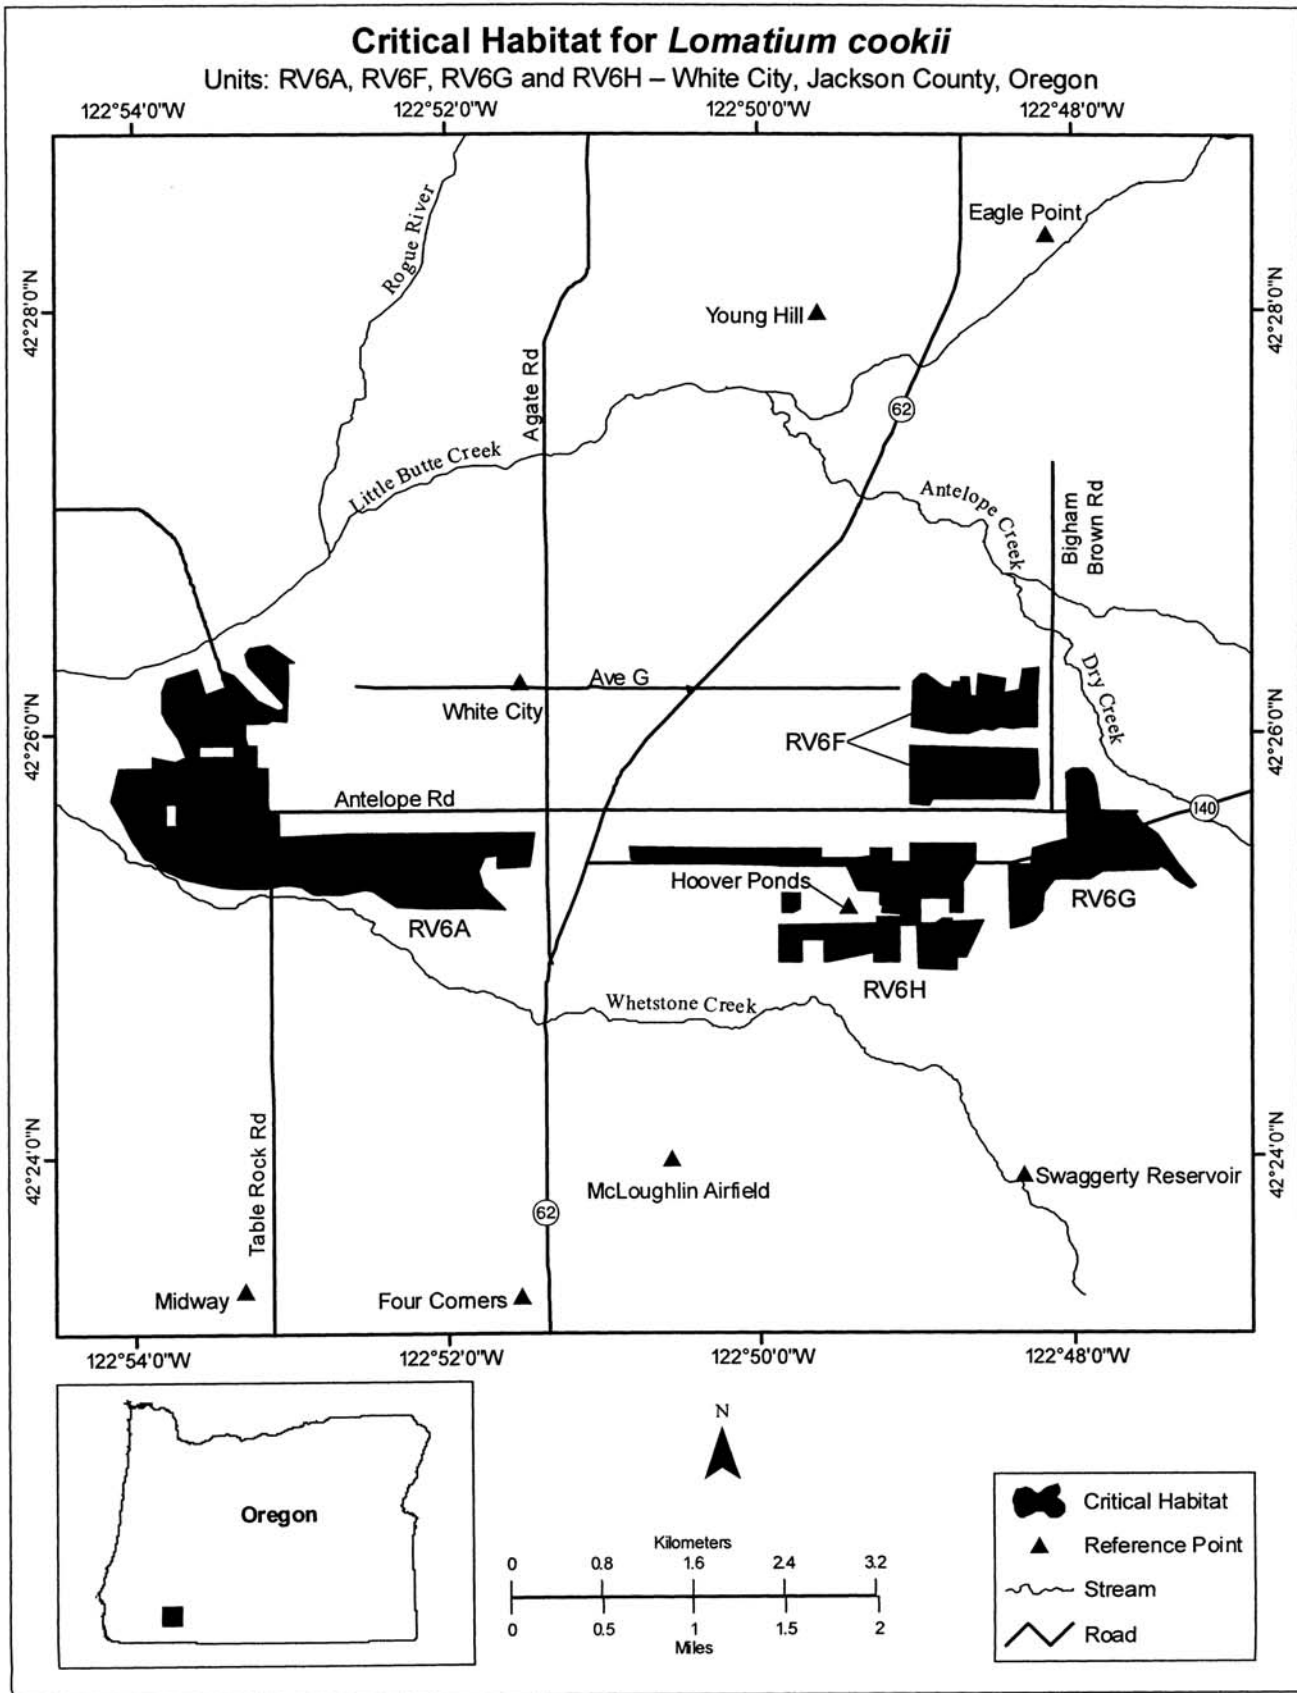 Critical Habitat for Lomatium cookii
Units: RV6A, RV6F, RV6G and RV6H – White City, Jackson County, Oregon
122°54'0"W 122°52'0"W 122°50'0"W 122°48'0"W
Eagle Point
Rogue River
42°28'0"N
42°28'0"N
Young Hill
Agate Rd
62
Little Butte Creek
Antelope Creek
Bigham
Brown Rd
Dry Creek
Ave G
White City
42°26'0"N
42°26'0"N
RV6F
Antelope Rd
140
Hoover Ponds
RV6G
RV6A
RV6H
Whetstone Creek
Table Rock Rd
42°24'0"N
42°24'0"N
McLoughlin Airfield
Swaggerty Reservoir
62
Midway
Four Corners
122°54'0"W 122°52'0"W 122°50'0"W 122°48'0"W
Oregon
N
Kilometers
0 0.8 1.6 2.4 3.2
0 0.5 1 1.5 2
Miles
Critical Habitat
Reference Point
Stream
Road